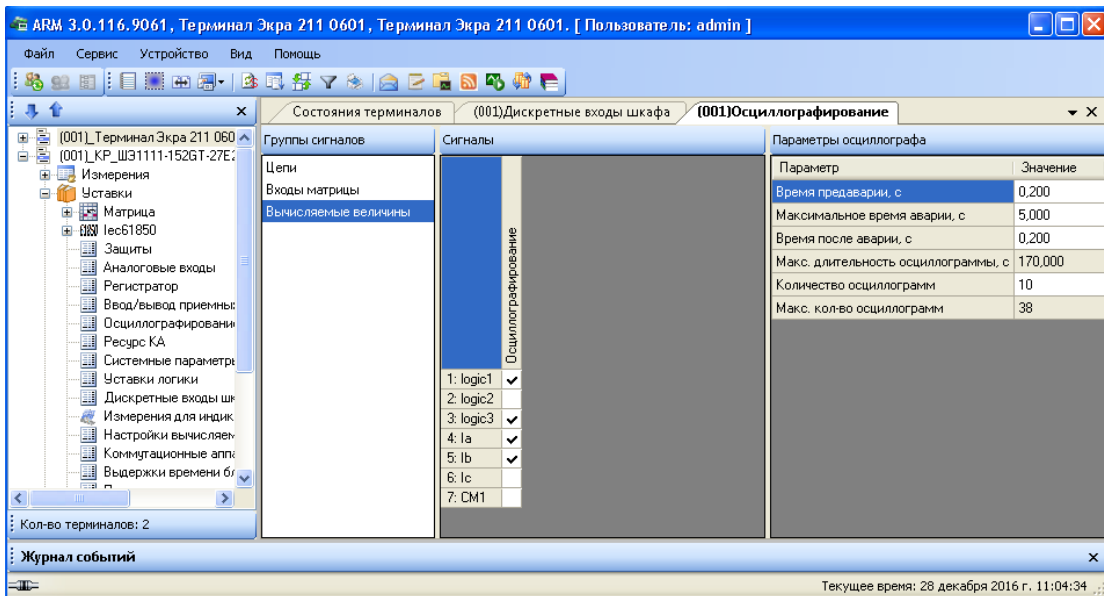 ARM 3.0.116.9061, Терминал Экра 211 0601, Терминал Экра 211 0601. [ Пользователь: admin ]
Файл Сервис Устройство Вид Помощь
Состояния терминалов (001)Дискретные входы шкафа (001)Осциллографирование
(001)_Терминал Экра 211 060
(001)_КР_ШЭ1111-152GT-27E2
Измерения
Уставки
Матрица
Iec61850
Защиты
Аналоговые входы
Регистратор
Ввод/вывод приемных
Осциллографировани
Ресурс КА
Системные параметры
Уставки логики
Дискретные входы шк
Измерения для индик
Настройки вычисляем
Коммутационные аппа
Выдержки времени бл
Кол-во терминалов: 2
Группы сигналов
Цепи
Входы матрицы
Вычисляемые величины
Сигналы
Осциллографирование
1: logic1
2: logic2
3: logic3
4: Ia
5: Ib
6: Ic
7: CM1
Параметры осциллографа
Параметр Значение
Время предаварии, с 0,200
Максимальное время аварии, с 5,000
Время после аварии, с 0,200
Макс. длительность осциллограммы, с 170,000
Количество осциллограмм 10
Макс. кол-во осциллограмм 38
Журнал событий
Текущее время: 28 декабря 2016 г. 11:04:34